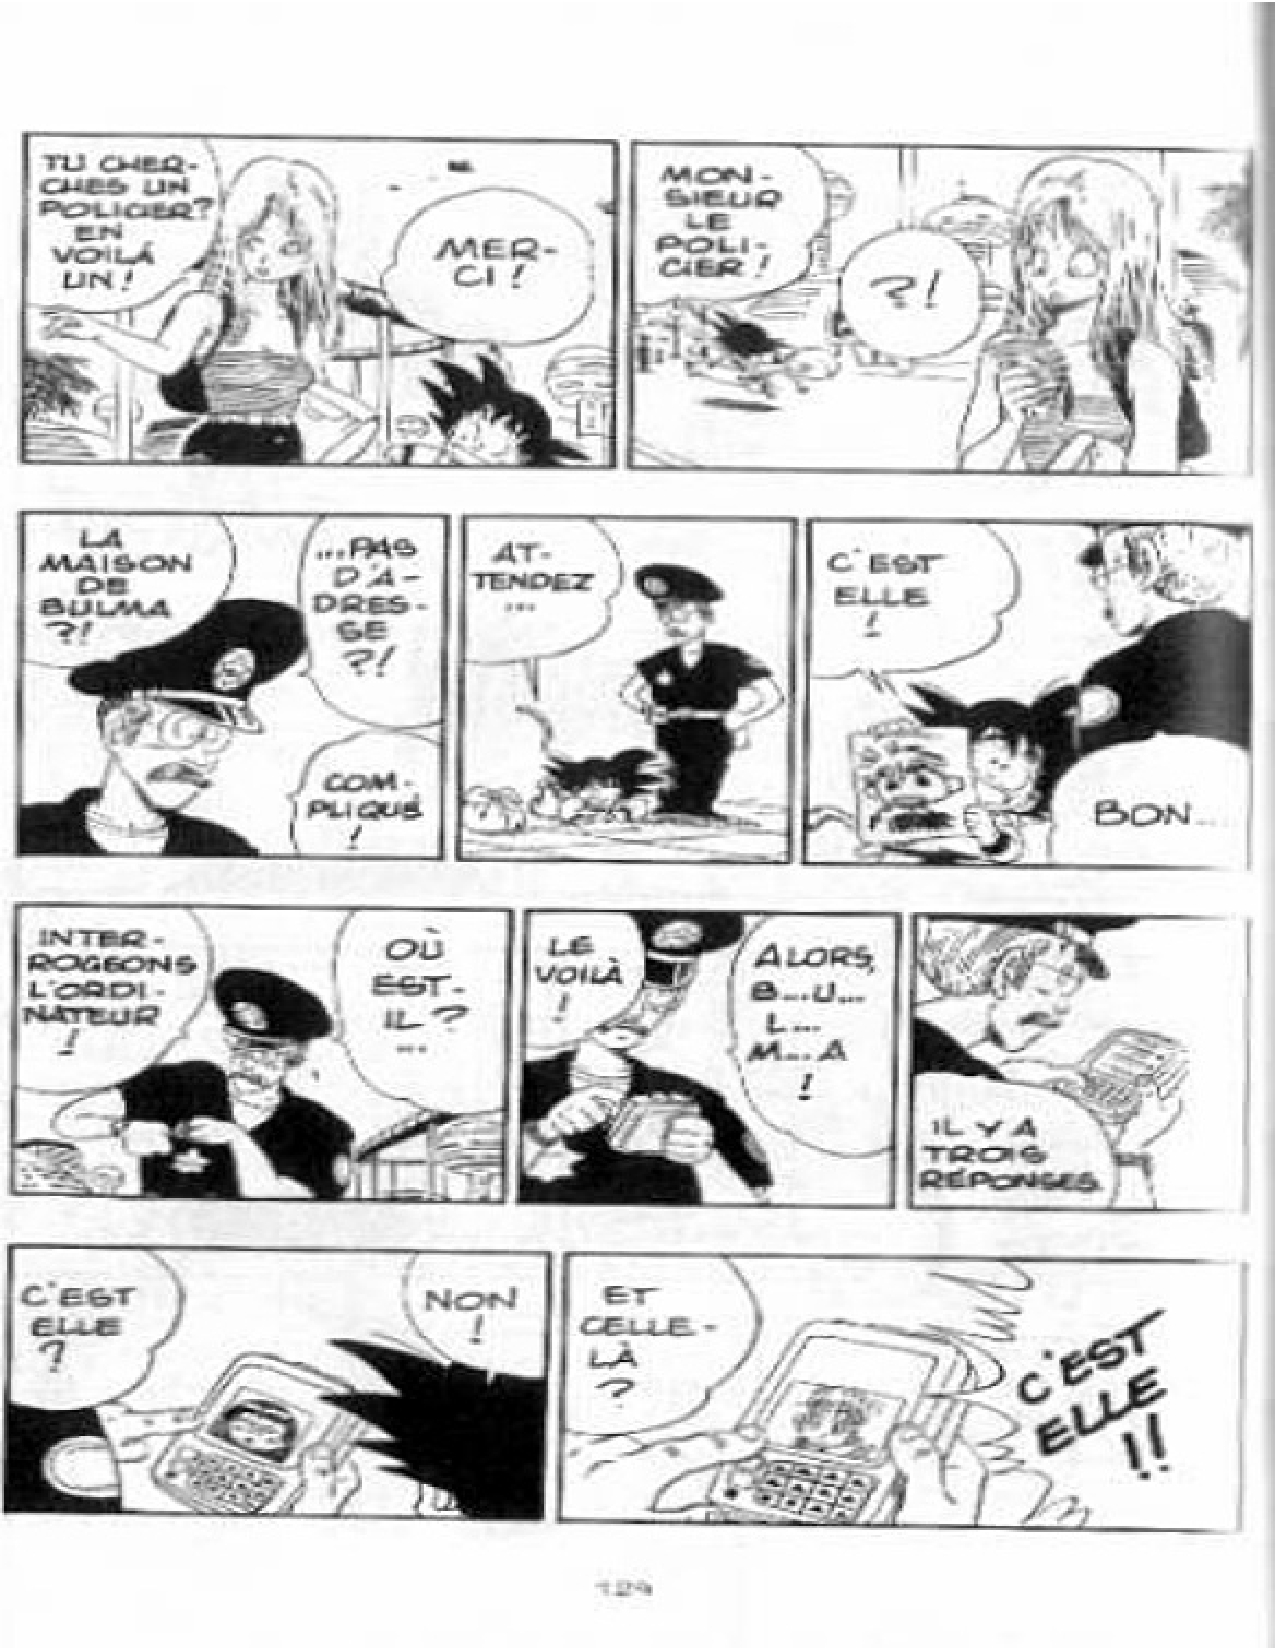 TU CHER-
CHES UN
POLICIER?
EN
VOILÀ
UN!
MER-
CI!
MON-
SIEUR
LE
POLI-
CIER!
?!
LA
MAISON
DE
BULMA
?!
...PAS
D'A-
DRES-
SE
?!
COM-
PLIQUÉ
!
AT-
TENDEZ
...
C'EST
ELLE
!
BON...
INTER-
ROGEONS
L'ORDI-
NATEUR
!
OÙ
EST-
IL?
...
LE
VOILÀ
!
ALORS,
B...U...
L...
M...A
!
IL Y A
TROIS
RÉPONSES.
C'EST
ELLE
?
NON
!
ET
CELLE-
LÀ
?
C'EST
ELLE
!!
129